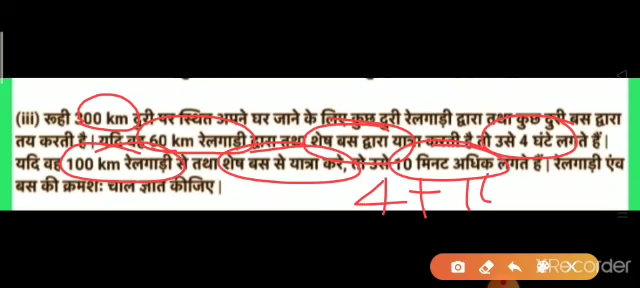 (iii) रूही 300 km दूरी पर स्थित अपने घर जाने के लिए कुछ दूरी रेलगाड़ी द्वारा तथा कुछ दूरी बस द्वारा
तय करती है। यदि वह 60 km रेलगाड़ी द्वारा तथा शेष बस द्वारा यात्रा करती है तो उसे 4 घंटे लगते हैं।
यदि वह 100 km रेलगाड़ी से तथा शेष बस से यात्रा करे, तो उसे 10 मिनट अधिक लगते हैं। रेलगाड़ी एंव
बस की क्रमशः चाल ज्ञात कीजिए।
4 +
XRecorder